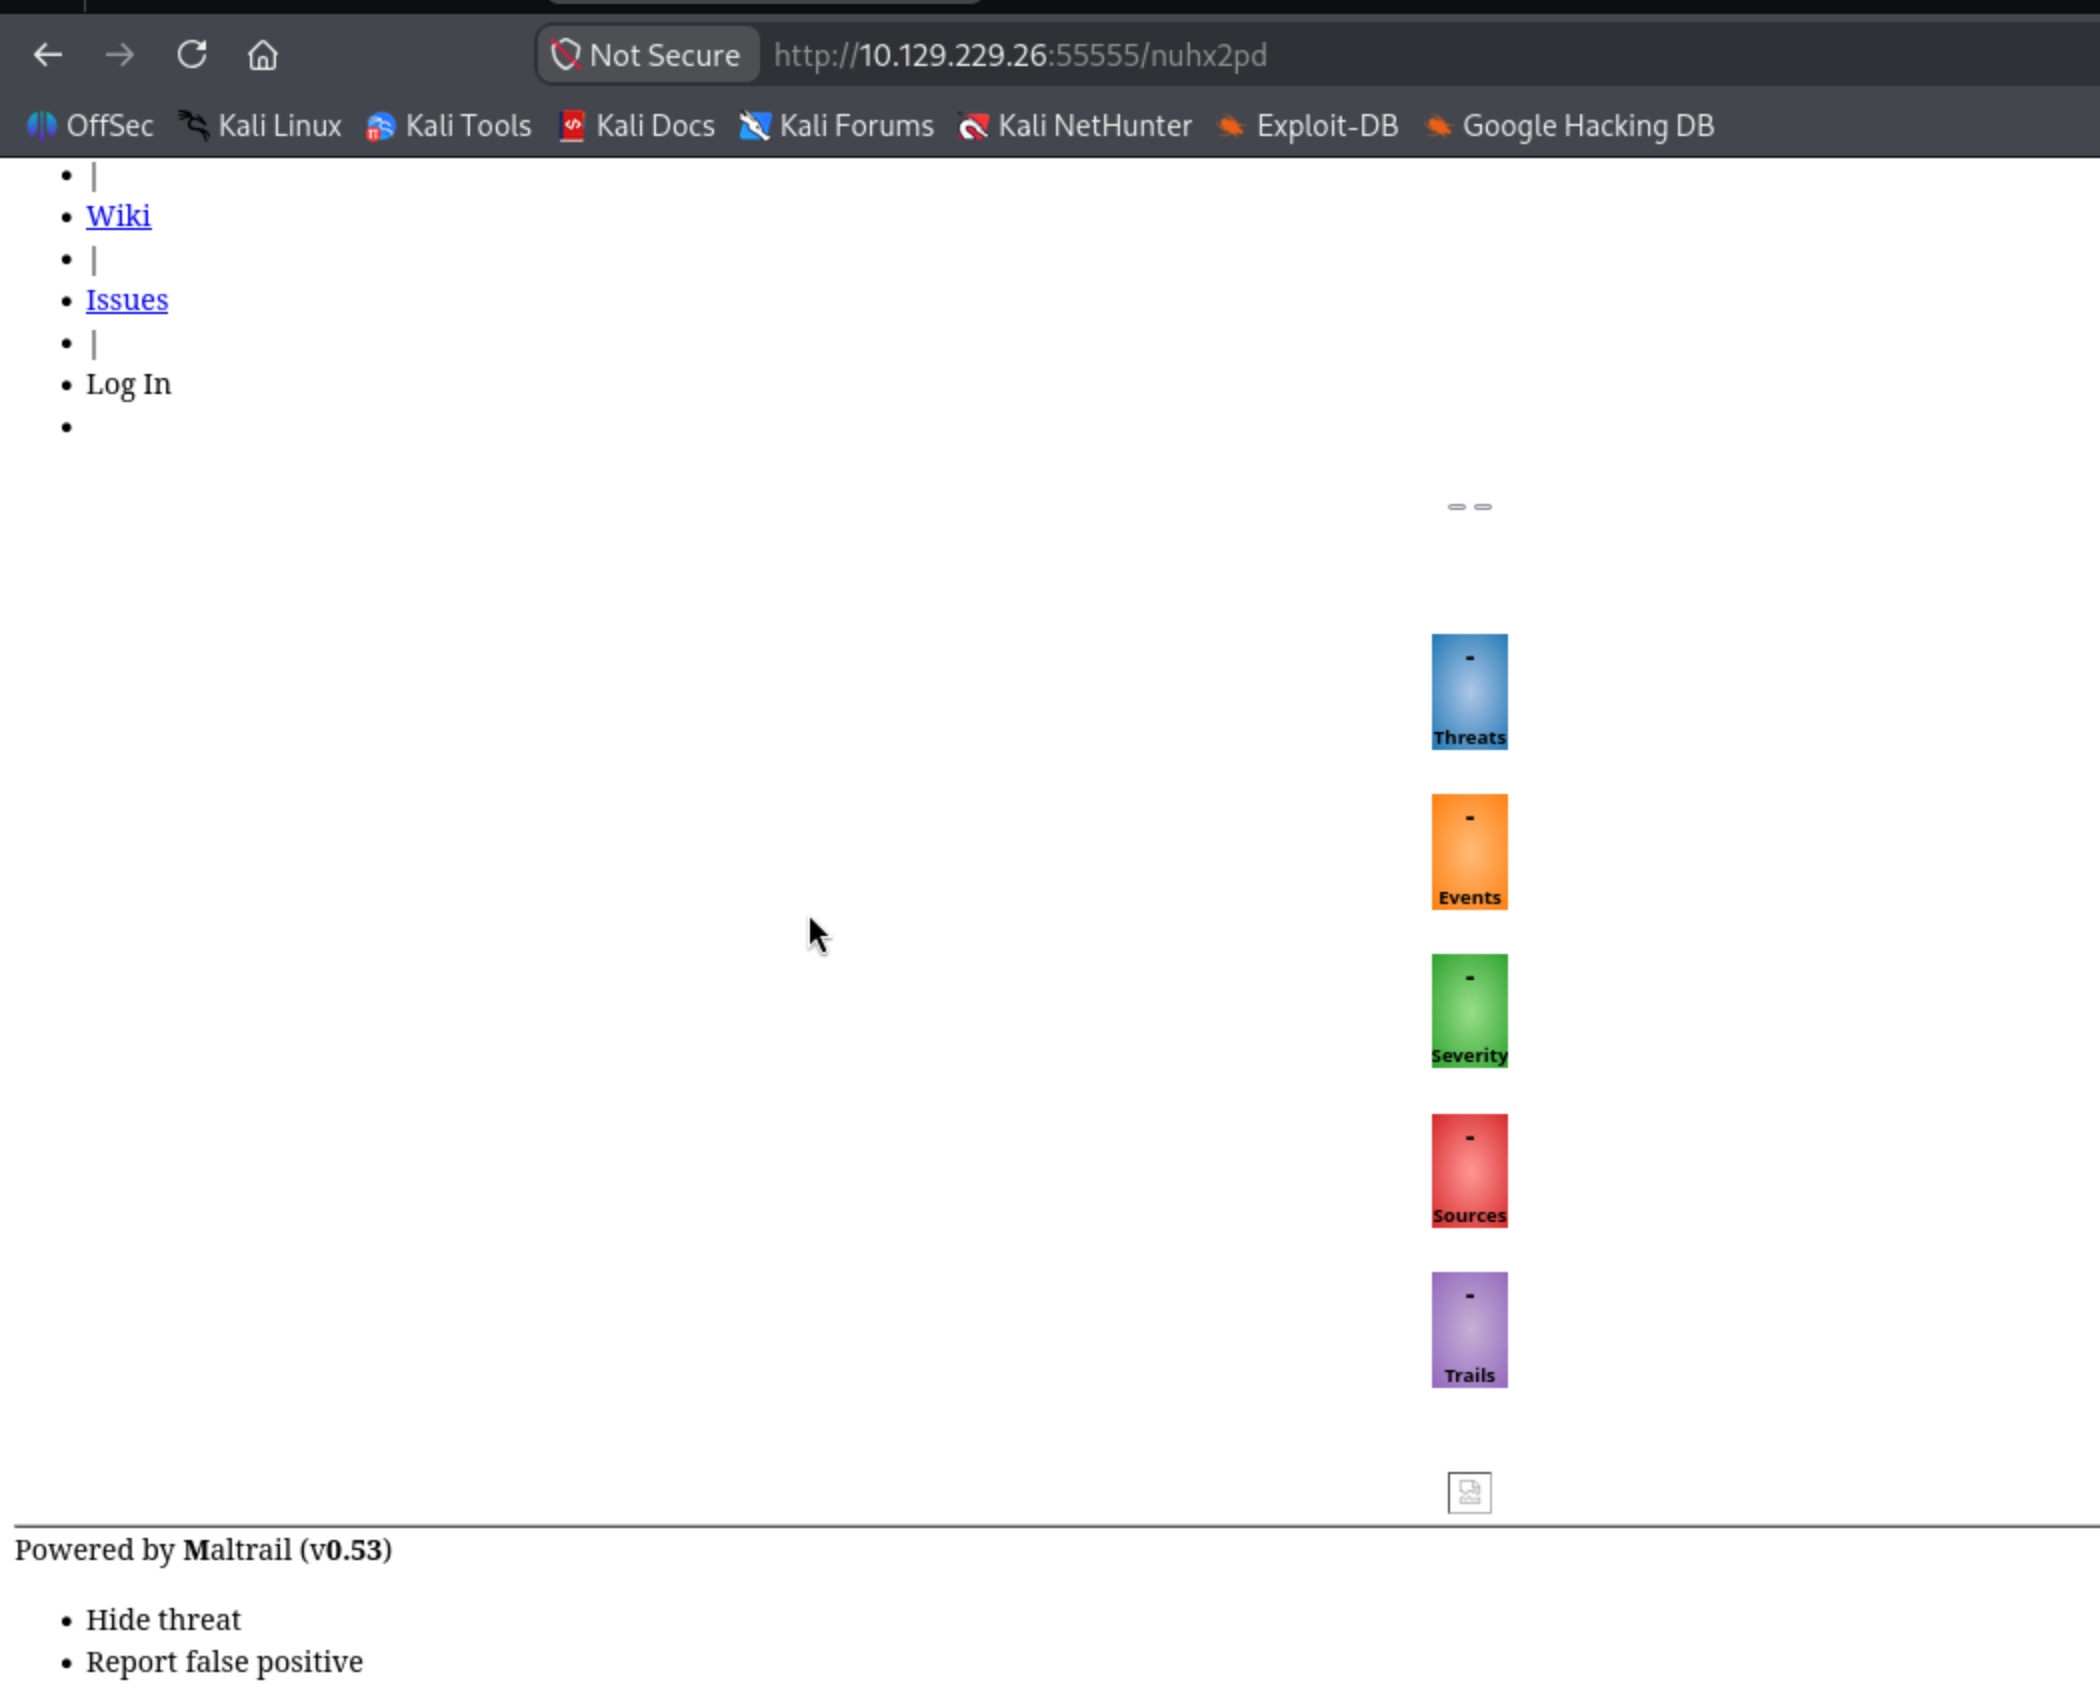 Not Secure http://10.129.229.26:55555/nuhx2pd
OffSec Kali Linux Kali Tools Kali Docs Kali Forums Kali NetHunter Exploit-DB Google Hacking DB
|
Wiki
|
Issues
|
Log In
-
Threats
-
Events
-
Severity
-
Sources
-
Trails
Powered by Maltrail (v0.53)
Hide threat
Report false positive